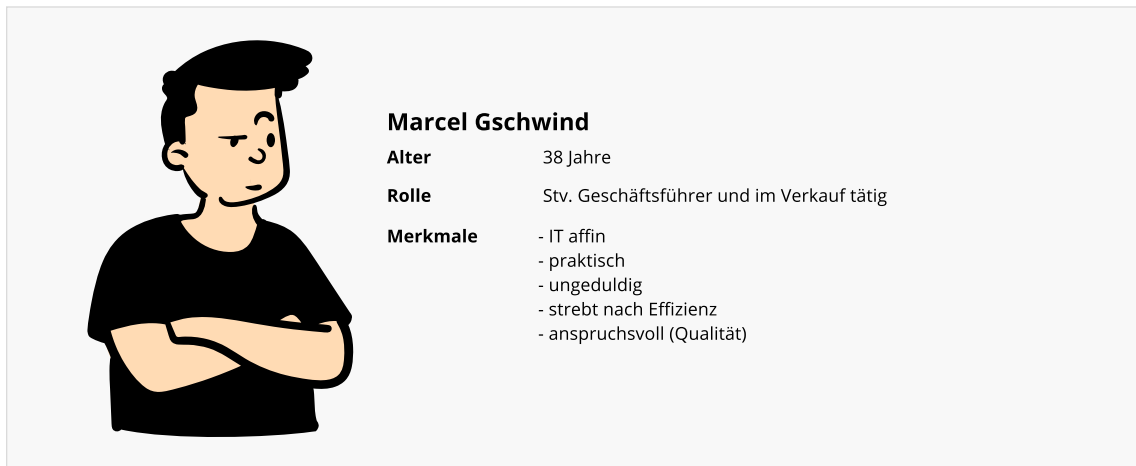 Marcel Gschwind
Alter 38 Jahre
Rolle Stv. Geschäftsführer und im Verkauf tätig
Merkmale - IT affin
- praktisch
- ungeduldig
- strebt nach Effizienz
- anspruchsvoll (Qualität)